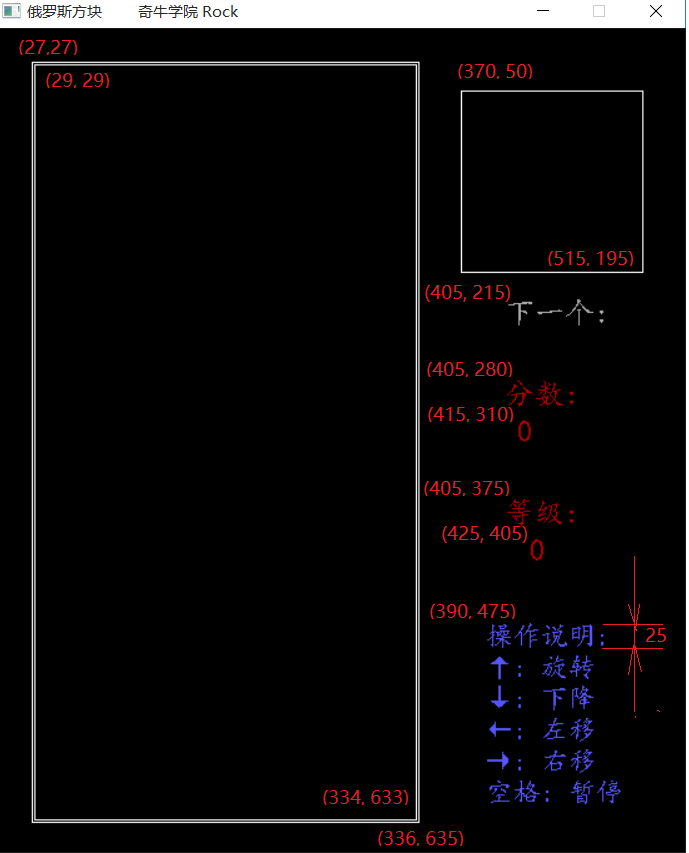 俄罗斯方块 奇牛学院 Rock
(27,27)
(29, 29)
(370, 50)
(515, 195)
(405, 215)
下一个:
(405, 280)
分数:
(415, 310)
0
(405, 375)
等级:
(425, 405)
0
(390, 475)
操作说明:
25
↑: 旋转
↓: 下降
←: 左移
→: 右移
空格: 暂停
(334, 633)
(336, 635)